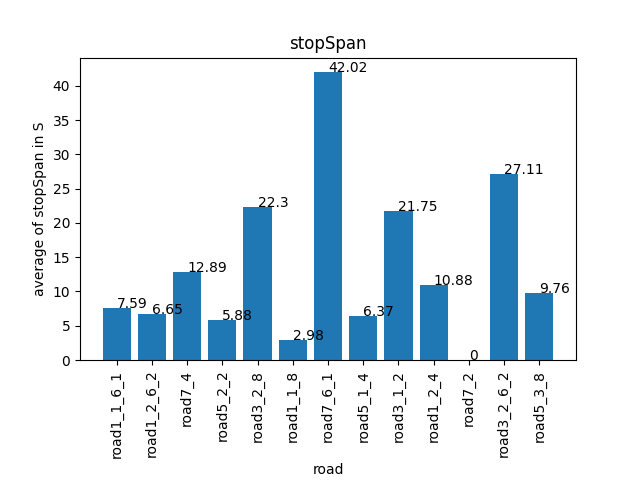 stopSpan
average of stopSpan in S
40
35
30
25
20
15
10
5
0
7.59
6.65
12.89
5.88
22.3
2.98
42.02
6.37
21.75
10.88
0
27.11
9.76
road1_1_6_1
road1_2_6_2
road7_4
road5_2_2
road3_2_8
road1_1_8
road7_6_1
road5_1_4
road3_1_2
road1_2_4
road7_2
road3_2_6_2
road5_3_8
road